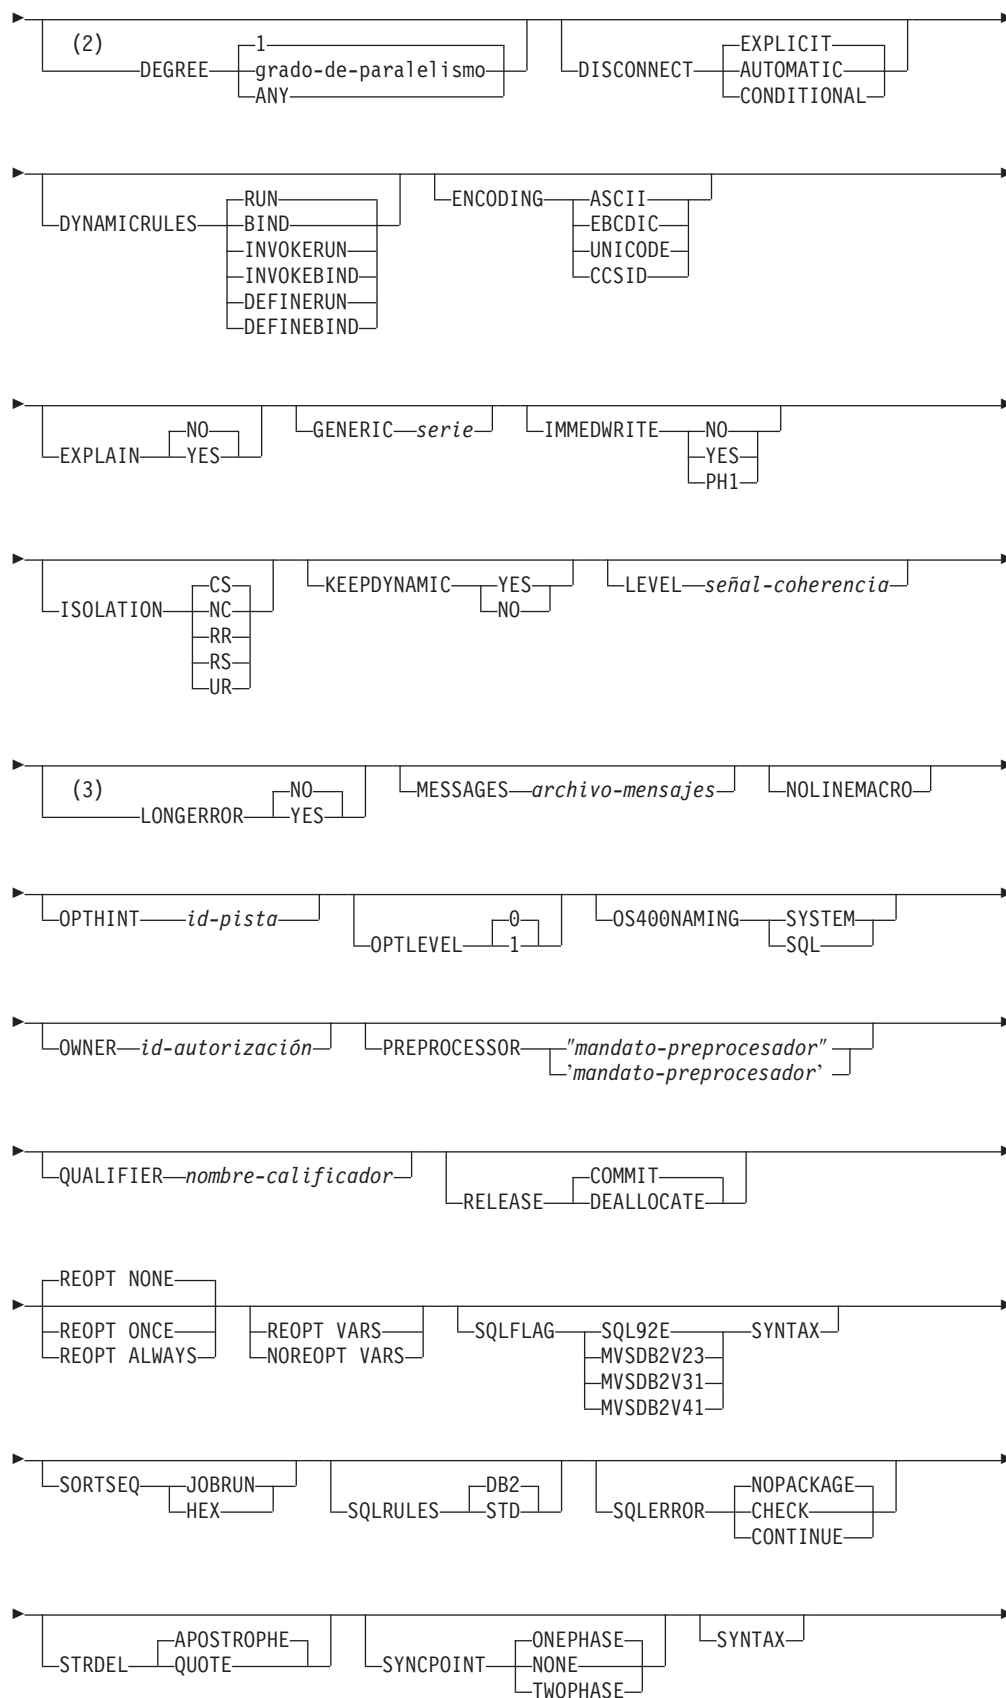 (2)
DEGREE 1
grado-de-paralelismo
ANY
DISCONNECT EXPLICIT
AUTOMATIC
CONDITIONAL
DYNAMICRULES RUN
BIND
INVOKERUN
INVOKEBIND
DEFINERUN
DEFINEBIND
ENCODING ASCII
EBCDIC
UNICODE
CCSID
EXPLAIN NO
YES
GENERIC serie
IMMEDWRITE NO
YES
PH1
ISOLATION CS
NC
RR
RS
UR
KEEPDYNAMIC YES
NO
LEVEL señal-coherencia
(3)
LONGERROR NO
YES
MESSAGES archivo-mensajes
NOLINEMACRO
OPTHINT id-pista
OPTLEVEL 0
1
OS400NAMING SYSTEM
SQL
OWNER id-autorización
PREPROCESSOR "mandato-preprocesador"
'mandato-preprocesador'
QUALIFIER nombre-calificador
RELEASE COMMIT
DEALLOCATE
REOPT NONE
REOPT ONCE
REOPT ALWAYS
REOPT VARS
NOREOPT VARS
SQLFLAG SQL92E SYNTAX
MVSDB2V23
MVSDB2V31
MVSDB2V41
SORTSEQ JOBRUN
HEX
SQLRULES DB2
STD
SQLERROR NOPACKAGE
CHECK
CONTINUE
STRDEL APOSTROPHE
QUOTE
SYNCPOINT ONEPHASE
NONE
TWOPHASE
SYNTAX